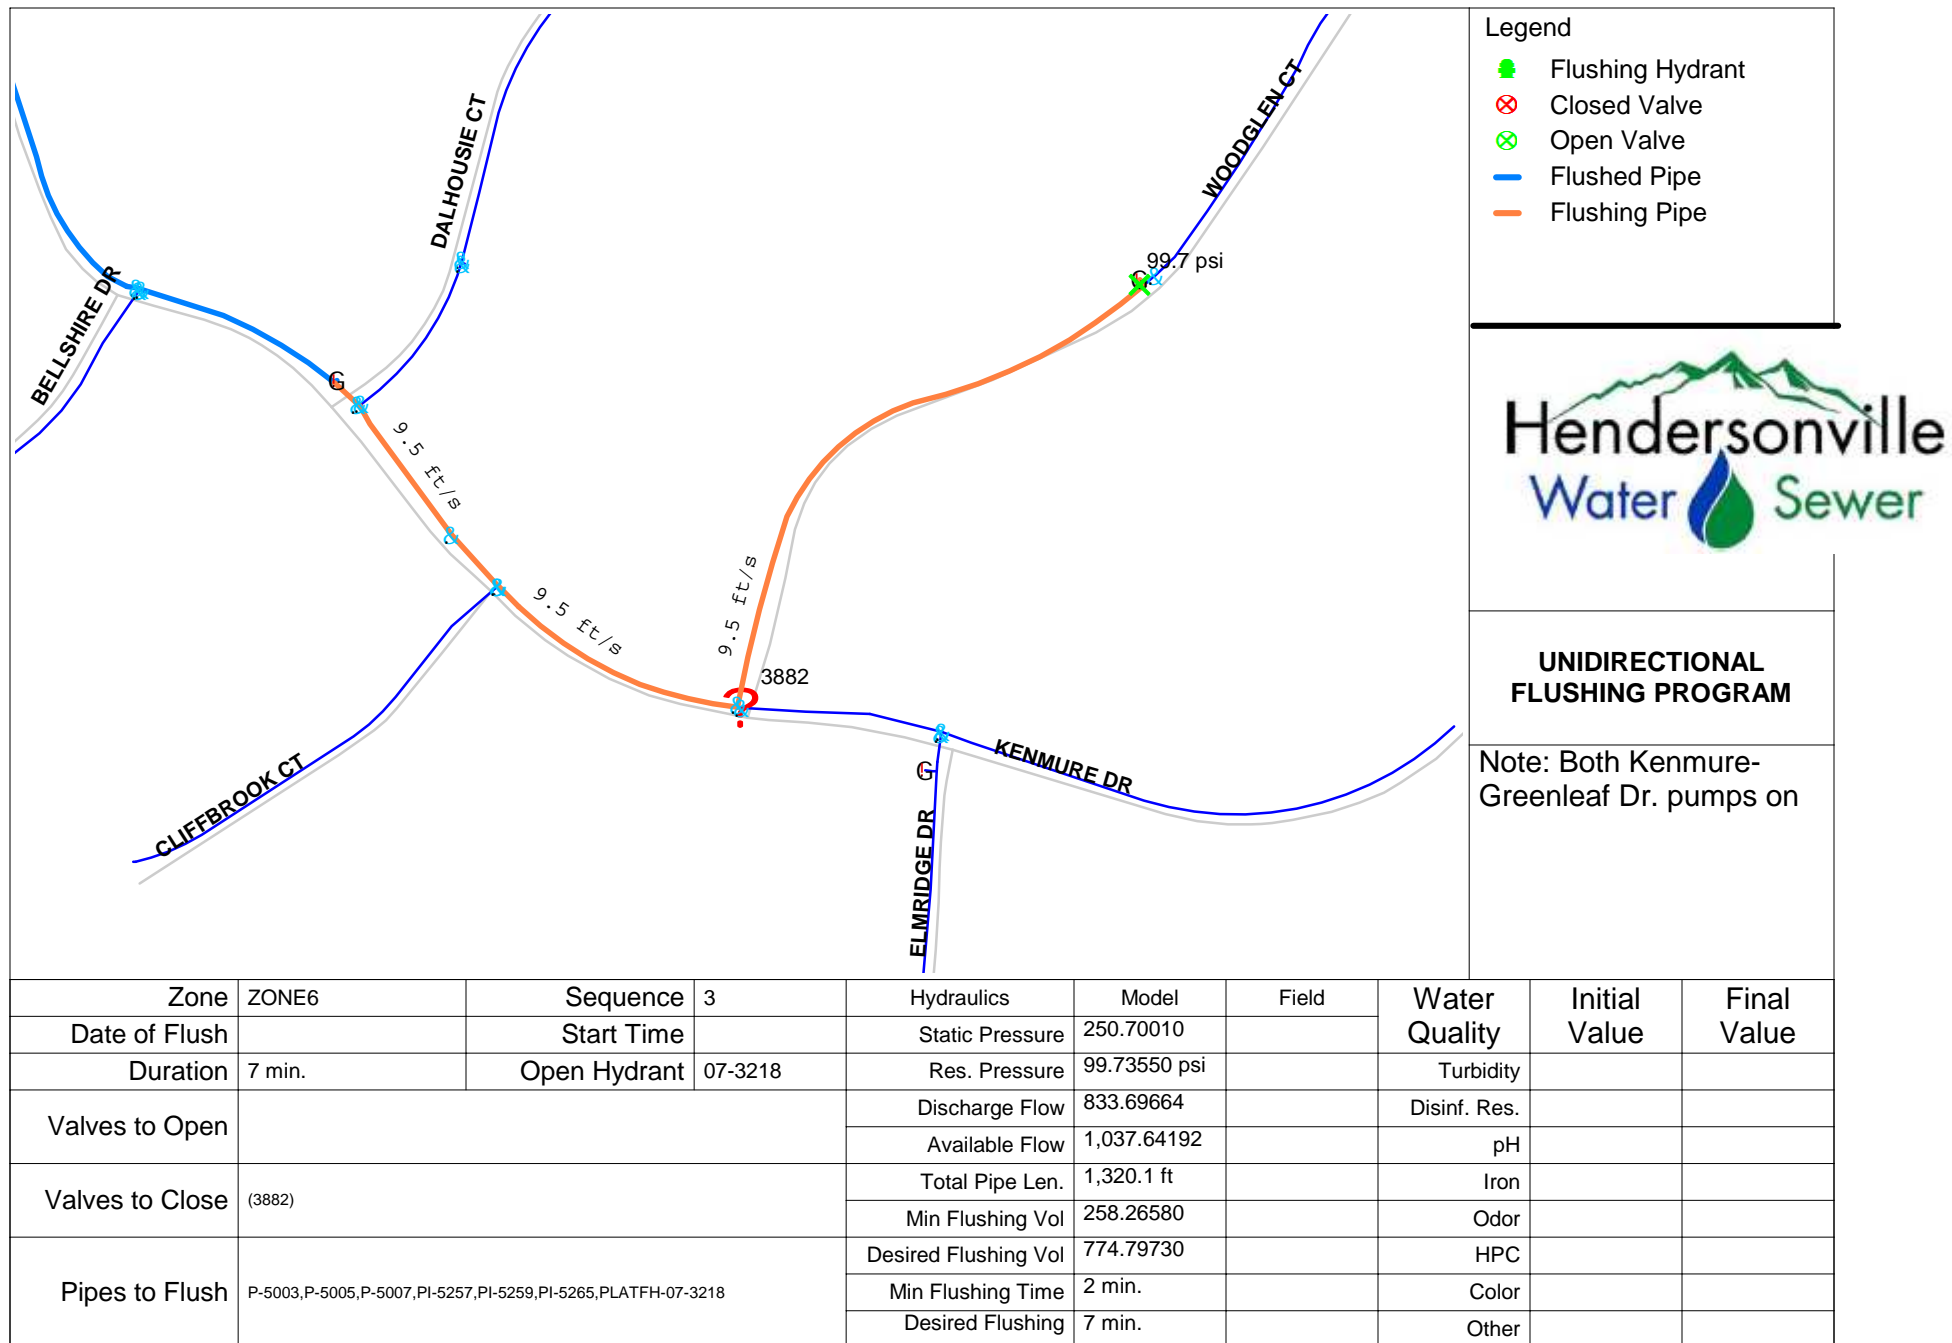 Legend
Flushing Hydrant
Closed Valve
Open Valve
Flushed Pipe
Flushing Pipe
DALHOUSIE CT
WOODGLEN CT
99.7 psi
BELLSHIRE DR
G
9.5 ft/s
9.5 ft/s
9.5 ft/s
3882
KENMURE DR
G
CLIFFBROOK CT
ELMRIDGE DR
Hendersonville
Water Sewer
UNIDIRECTIONAL
FLUSHING PROGRAM
Note: Both Kenmure-
Greenleaf Dr. pumps on
Zone ZONE6 Sequence 3
Date of Flush Start Time
Duration 7 min. Open Hydrant 07-3218
Valves to Open
Valves to Close (3882)
Pipes to Flush P-5003,P-5005,P-5007,PI-5257,PI-5259,PI-5265,PLATFH-07-3218
Hydraulics Model Field
Static Pressure 250.70010
Res. Pressure 99.73550 psi
Discharge Flow 833.69664
Available Flow 1,037.64192
Total Pipe Len. 1,320.1 ft
Min Flushing Vol 258.26580
Desired Flushing Vol 774.79730
Min Flushing Time 2 min.
Desired Flushing 7 min.
Water Quality Initial Value Final Value
Turbidity
Disinf. Res.
pH
Iron
Odor
HPC
Color
Other